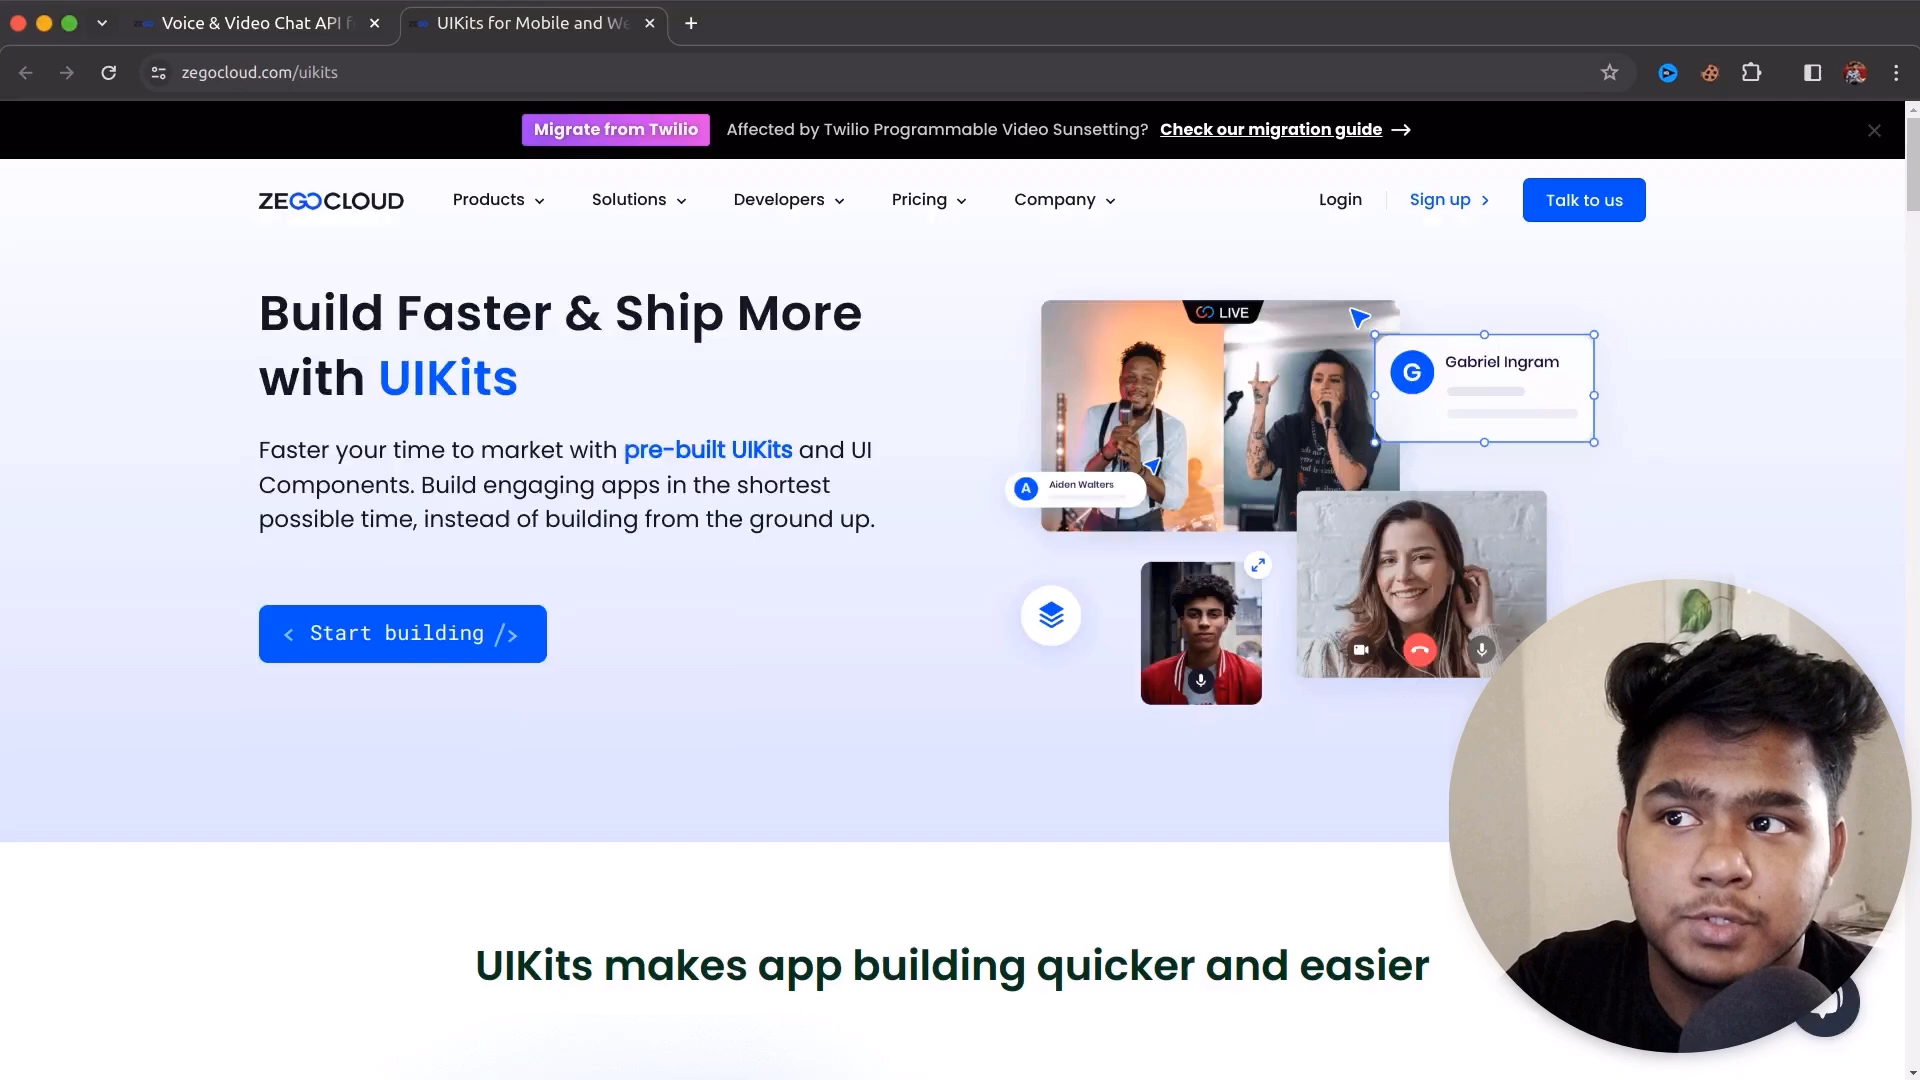 Voice & Video Chat API f
UIKits for Mobile and We
zegocloud.com/uikits
Migrate from Twilio Affected by Twilio Programmable Video Sunsetting? Check our migration guide →
ZEGOCLOUD Products Solutions Developers Pricing Company Login Sign up > Talk to us
Build Faster & Ship More
with UIKits
Faster your time to market with pre-built UIKits and UI
Components. Build engaging apps in the shortest
possible time, instead of building from the ground up.
< Start building />
LIVE
G Gabriel Ingram
A Aiden Walters
UIKits makes app building quicker and easier